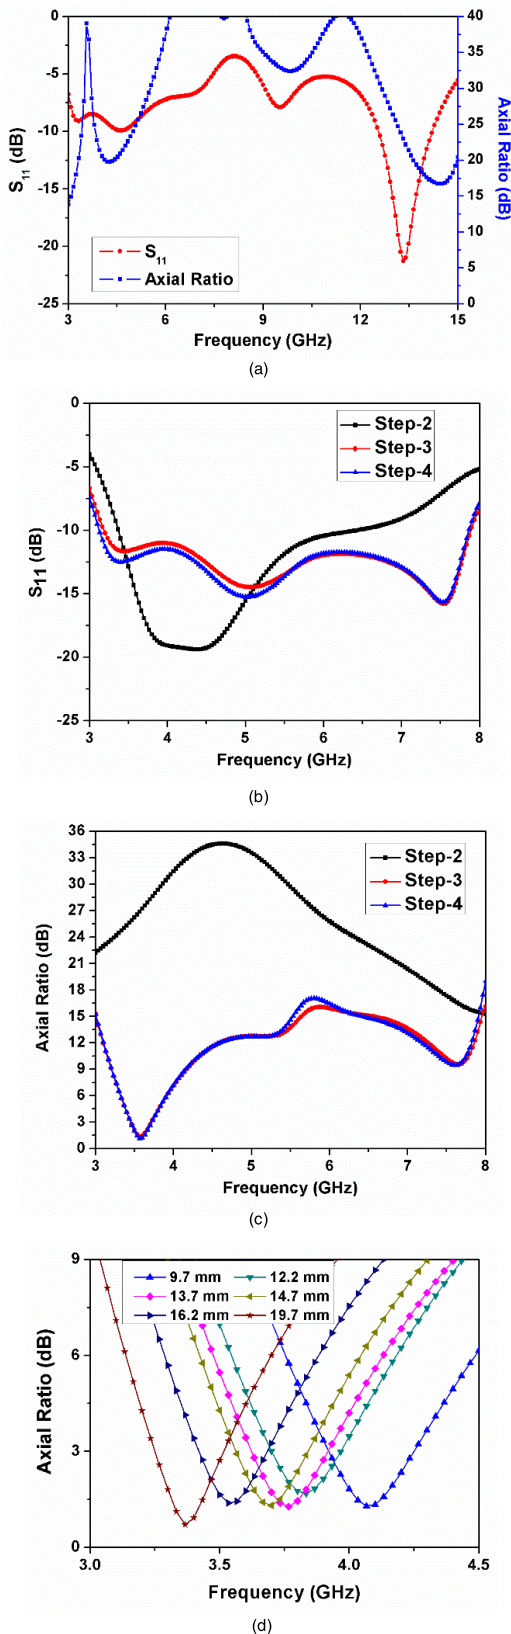 0
-5
-10
-15
-20
-25
S11 (dB)
40
35
30
25
20
15
10
5
0
Axial Ratio (dB)
S11
Axial Ratio
3 6 9 12 15
Frequency (GHz)
(a)
0
-5
-10
-15
-20
-25
S11 (dB)
Step-2
Step-3
Step-4
3 4 5 6 7 8
Frequency (GHz)
(b)
36
33
30
27
24
21
18
15
12
9
6
3
0
Axial Ratio (dB)
Step-2
Step-3
Step-4
3 4 5 6 7 8
Frequency (GHz)
(c)
9
6
3
0
Axial Ratio (dB)
9.7 mm 12.2 mm
13.7 mm 14.7 mm
16.2 mm 19.7 mm
3.0 3.5 4.0 4.5
Frequency (GHz)
(d)